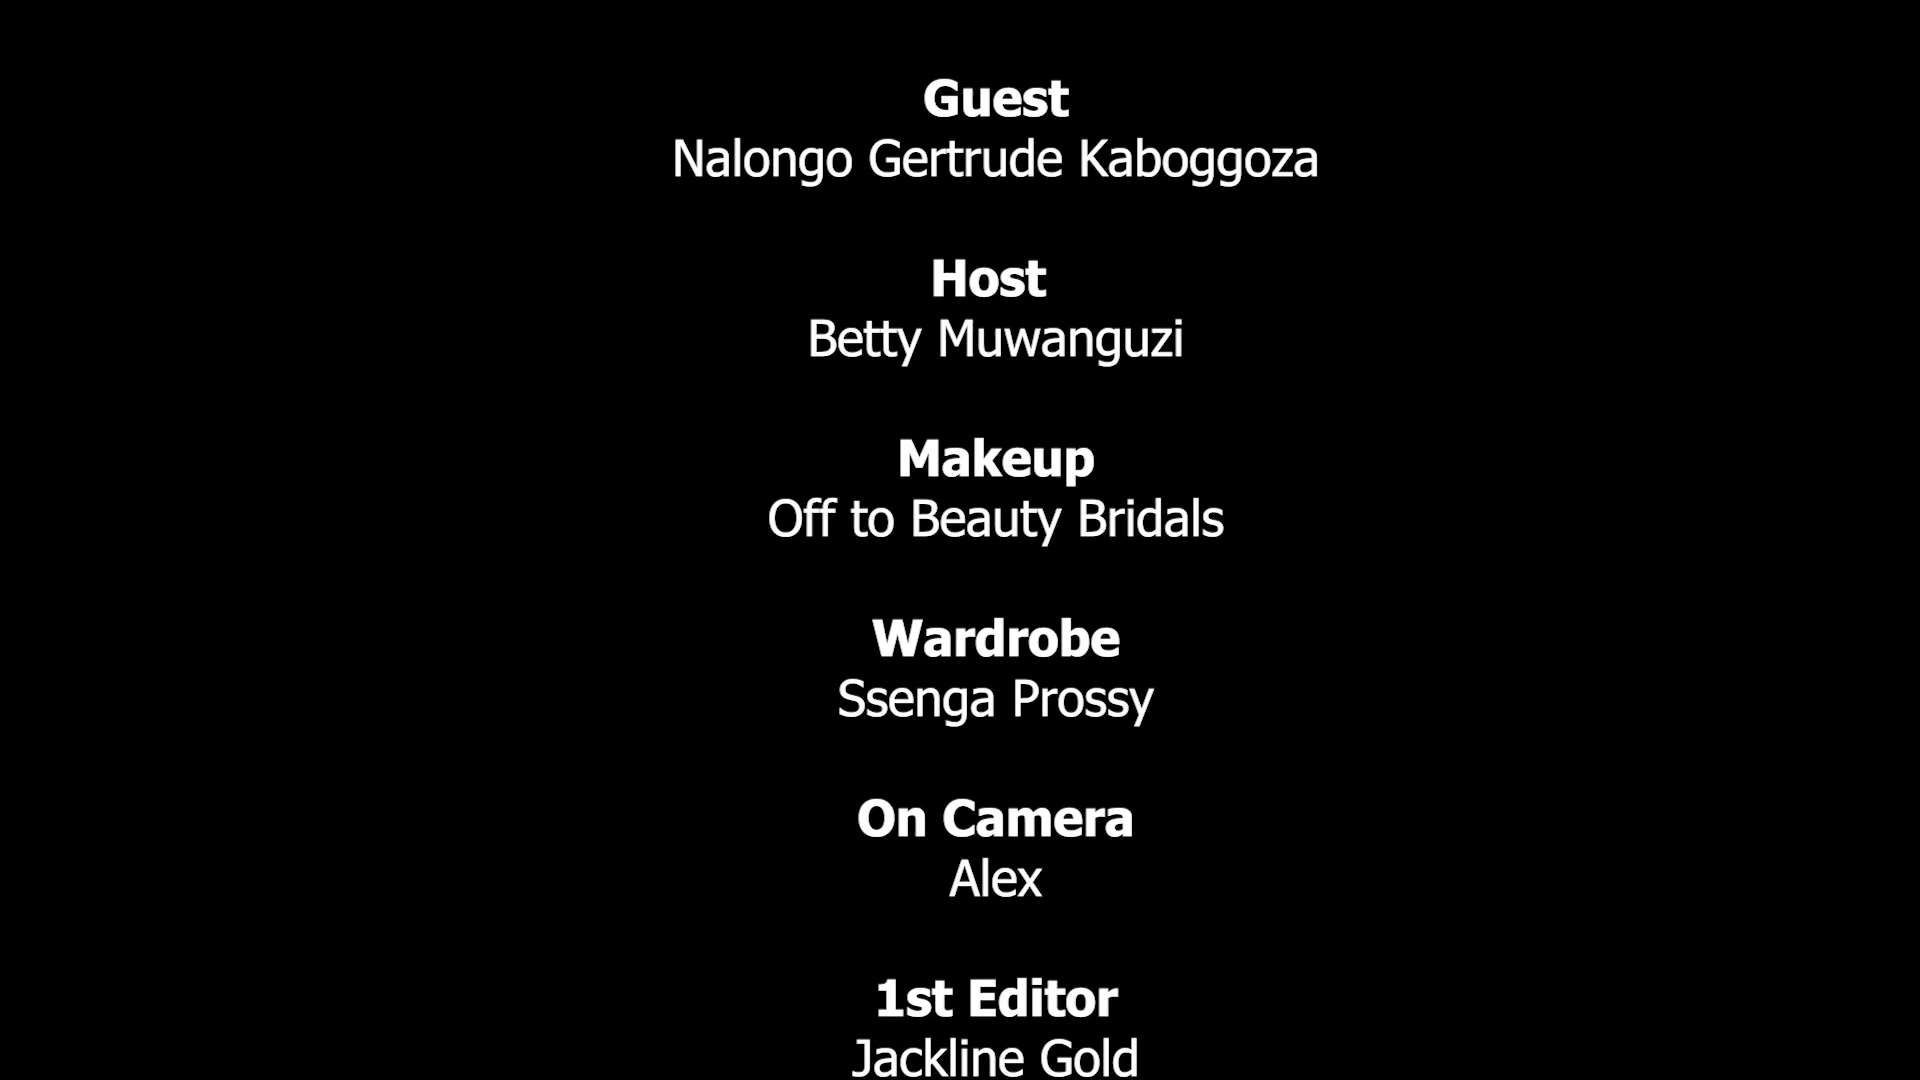 Guest
Nalongo Gertrude Kaboggoza
Host
Betty Muwanguzi
Makeup
Off to Beauty Bridals
Wardrobe
Ssenga Prossy
On Camera
Alex
1st Editor
Jackline Gold